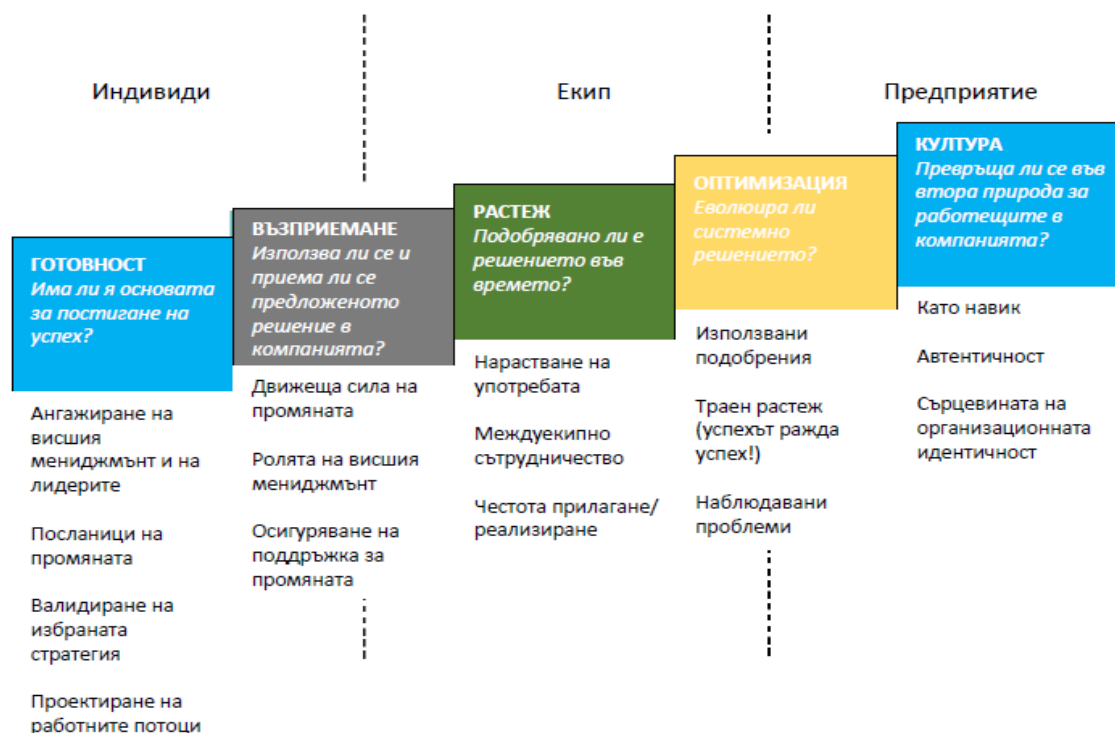 Индивиди
Екип
Предприятие
ГОТОВНОСТ
Има ли я основата
за постигане на
успех?
Ангажиране на
висшия
мениджмънт и на
лидерите
Посланици на
промяната
Валидиране на
избраната
стратегия
Проектиране на
работните потоци
ВЪЗПРИЕМАНЕ
Използва ли се и
приема ли се
предложеното
решение в
компанията?
Движеща сила на
промяната
Ролята на висшия
мениджмънт
Осигуряване на
поддръжка за
промяната
РАСТЕЖ
Подобрявано ли е
решението във
времето?
Нарастване на
употребата
Междуекипно
сътрудничество
Честота прилагане/
реализиране
ОПТИМИЗАЦИЯ
Еволюира ли
системно
решението?
Използвани
подобрения
Траен растеж
(успехът ражда
успех!)
Наблюдавани
проблеми
КУЛТУРА
Превръща ли се във
втора природа за
работещите в
компанията?
Като навик
Автентичност
Сърцевината на
организационната
идентичност